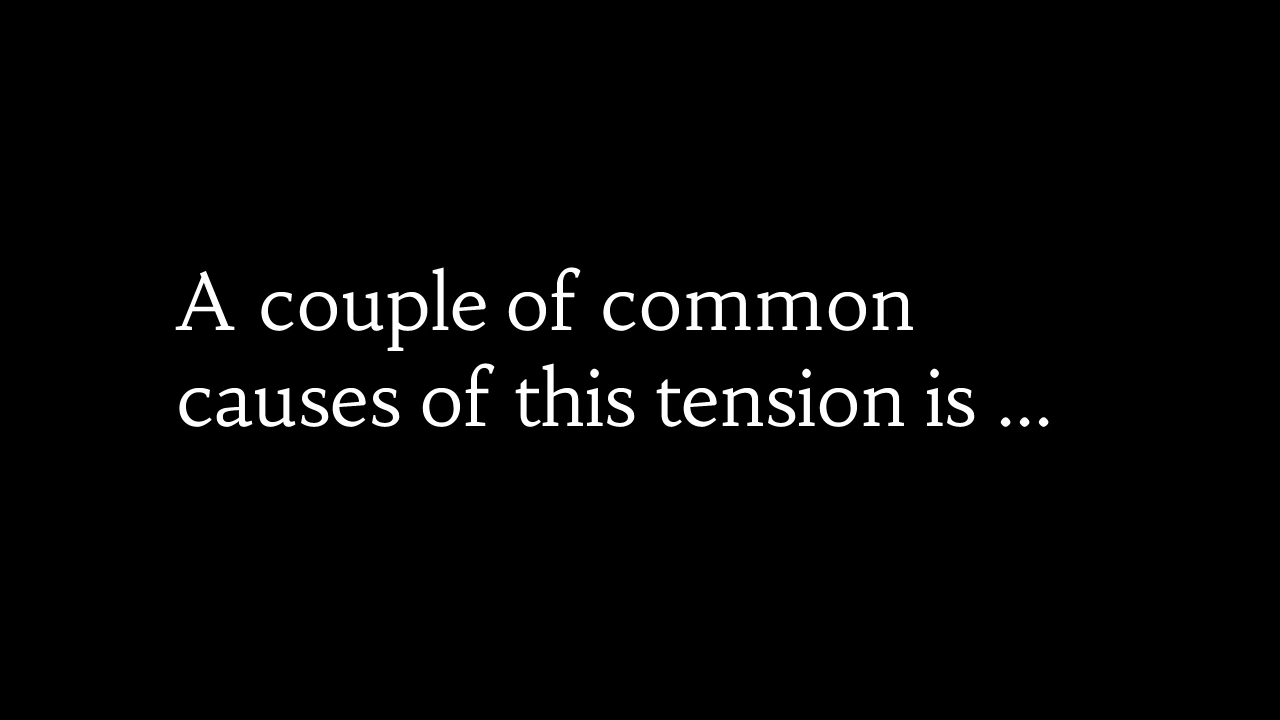 A couple of common
causes of this tension is ...